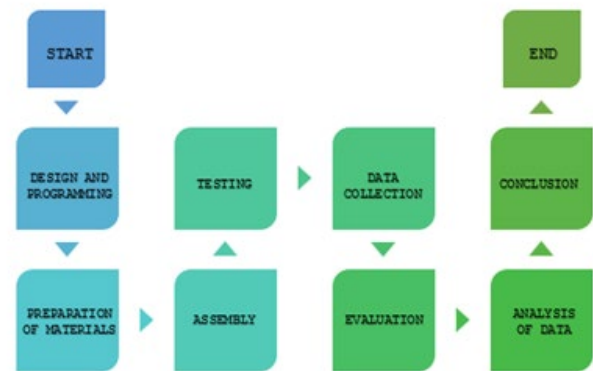 START
DESIGN AND
PROGRAMMING
PREPARATION
OF MATERIALS
ASSEMBLY
TESTING
DATA
COLLECTION
EVALUATION
ANALYSIS
OF DATA
CONCLUSION
END